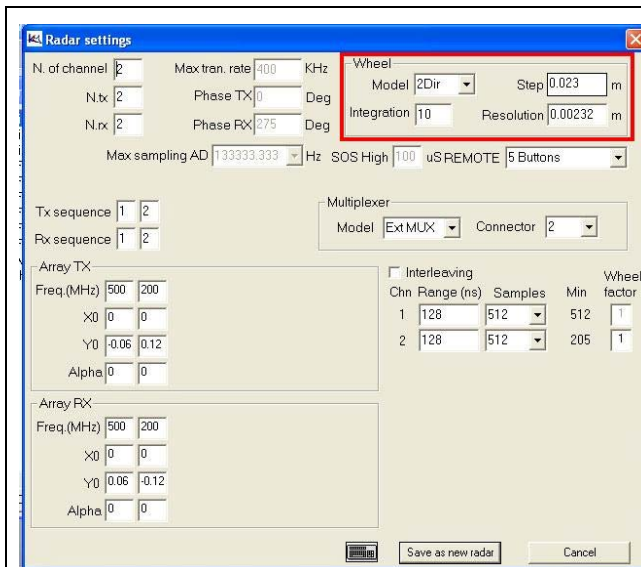 Radar settings
N. of channel 2 Max tran. rate 400 KHz
N.tx 2 Phase TX 0 Deg
N.rx 2 Phase RX 275 Deg
Wheel
Model 2Dir Step 0.023 m
Integration 10 Resolution 0.00232 m
Max sampling AD 133333.333 Hz SOS High 100 uS REMOTE 5 Buttons
Tx sequence 1 2
Rx sequence 1 2
Multiplexer
Model Ext MUX Connector 2
Array TX
Freq.(MHz) 500 200
X0 0 0
Y0 -0.06 0.12
Alpha 0 0
Interleaving
Chn Range (ns) Samples Min Wheel factor
1 128 512 512 1
2 128 512 205 1
Array RX
Freq.(MHz) 500 200
X0 0 0
Y0 0.06 -0.12
Alpha 0 0
Save as new radar Cancel